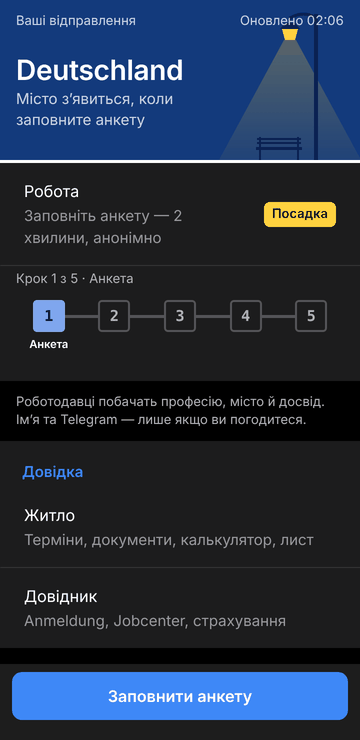 Ваші відправлення
Оновлено 02:06
Deutschland
Місто зʼявиться, коли
заповните анкету
Робота
Заповніть анкету — 2
хвилини, анонімно
Посадка
Крок 1 з 5 · Анкета
1 2 3 4 5
Анкета
Роботодавці побачать професію, місто й досвід.
Імʼя та Telegram — лише якщо ви погодитеся.
Довідка
Житло
Терміни, документи, калькулятор, лист
Довідник
Anmeldung, Jobcenter, страхування
Заповнити анкету